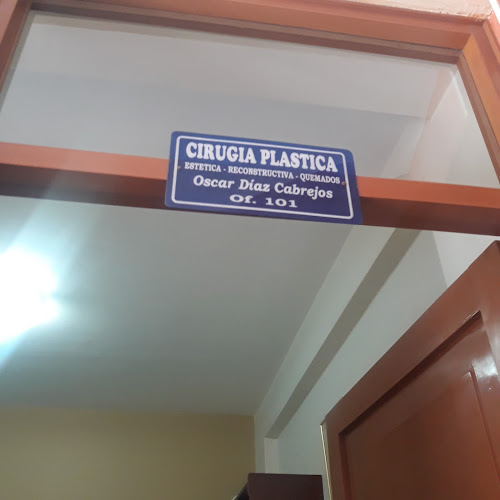 CIRUGIA PLASTICA
ESTETICA - RECONSTRUCTIVA - QUEMADOS
Oscar Díaz Cabrejos
Of. 101